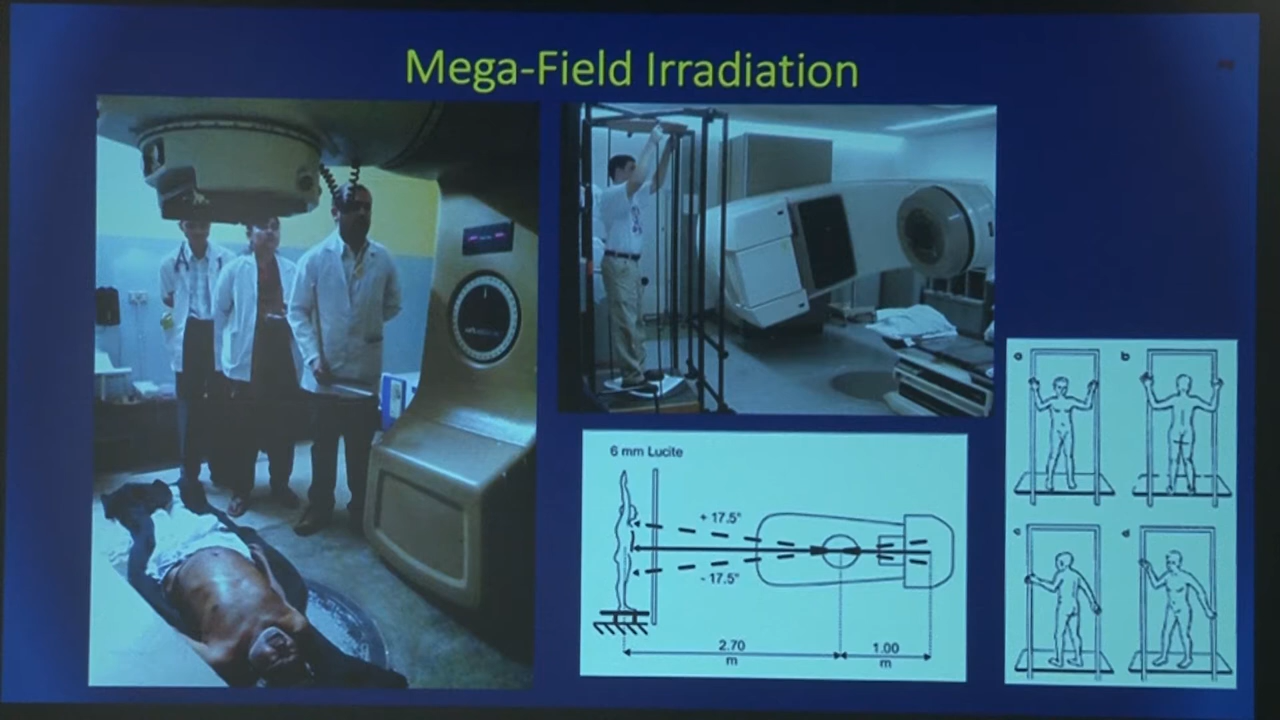 Mega-Field Irradiation
6 mm Lucite
+ 17.5°
- 17.5°
2.70
m
1.00
m
a
b
c
d